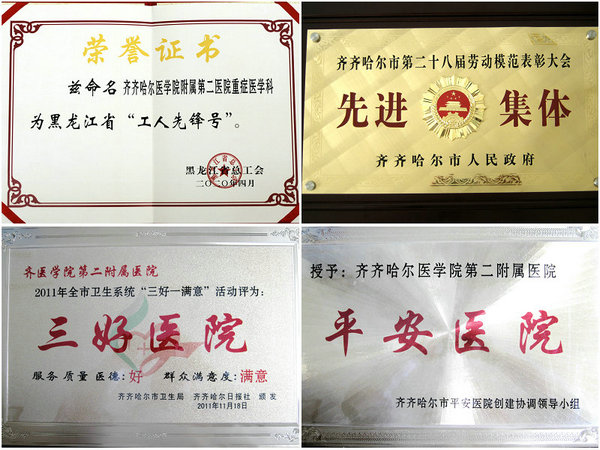 荣誉证书
兹命名 齐齐哈尔医学院附属第二医院重症医学科
为黑龙江省“工人先锋号”。
黑龙江省总工会
二〇二〇年四月
齐齐哈尔市第二十八届劳动模范表彰大会
先进 集体
齐齐哈尔市人民政府
齐医学院第二附属医院
2011年全市卫生系统“三好一满意”活动评为:
三好医院
服务 质量 医德:好 群众满意度:满意
齐齐哈尔市卫生局 齐齐哈尔日报社 颁发
2011年11月18日
授予:齐齐哈尔医学院第二附属医院
平安医院
齐齐哈尔市平安医院创建协调领导小组